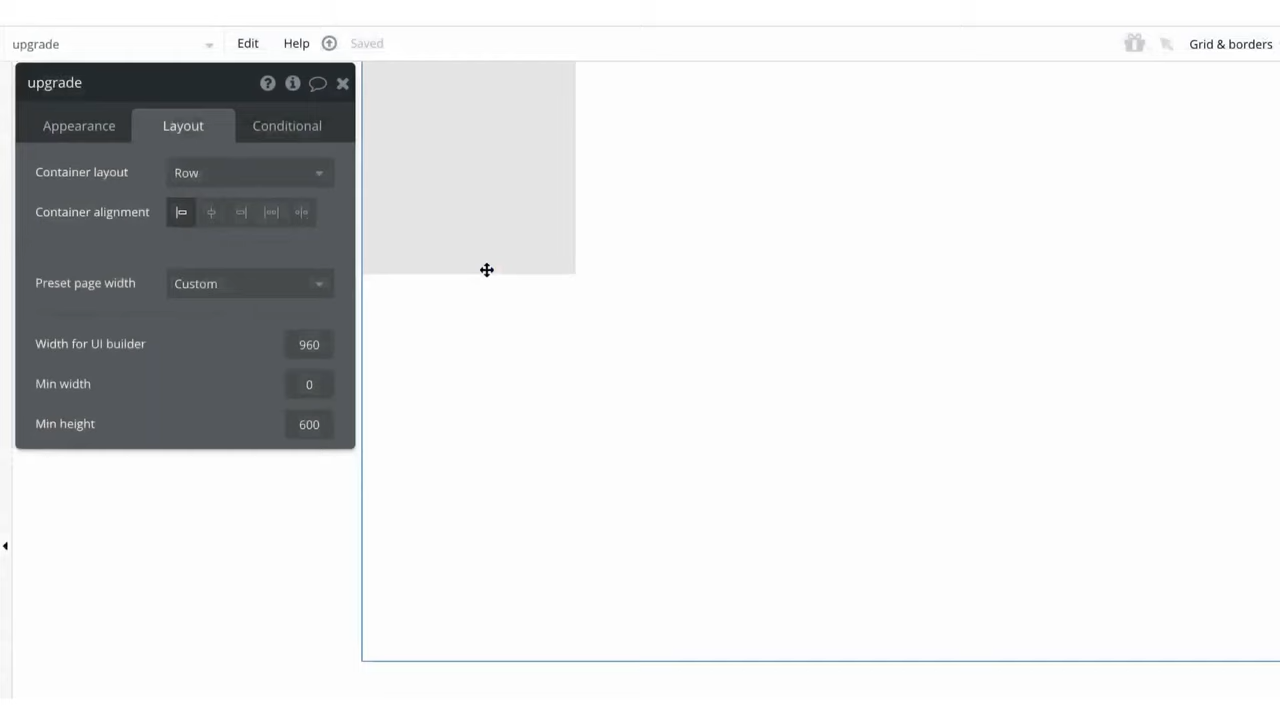 upgrade
Edit
Help
Saved
Grid & borders
upgrade
Appearance
Layout
Conditional
Container layout
Row
Container alignment
Preset page width
Custom
Width for UI builder
960
Min width
0
Min height
600